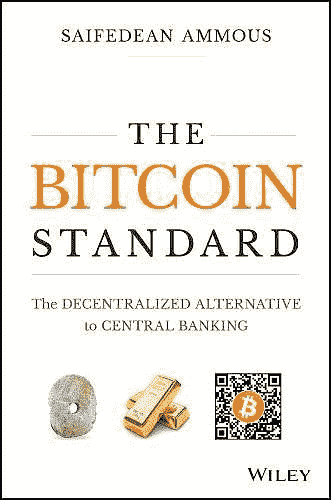 SAIFEDEAN AMMOUS
THE
BITCOIN
STANDARD
The DECENTRALIZED ALTERNATIVE
to CENTRAL BANKING
WILEY